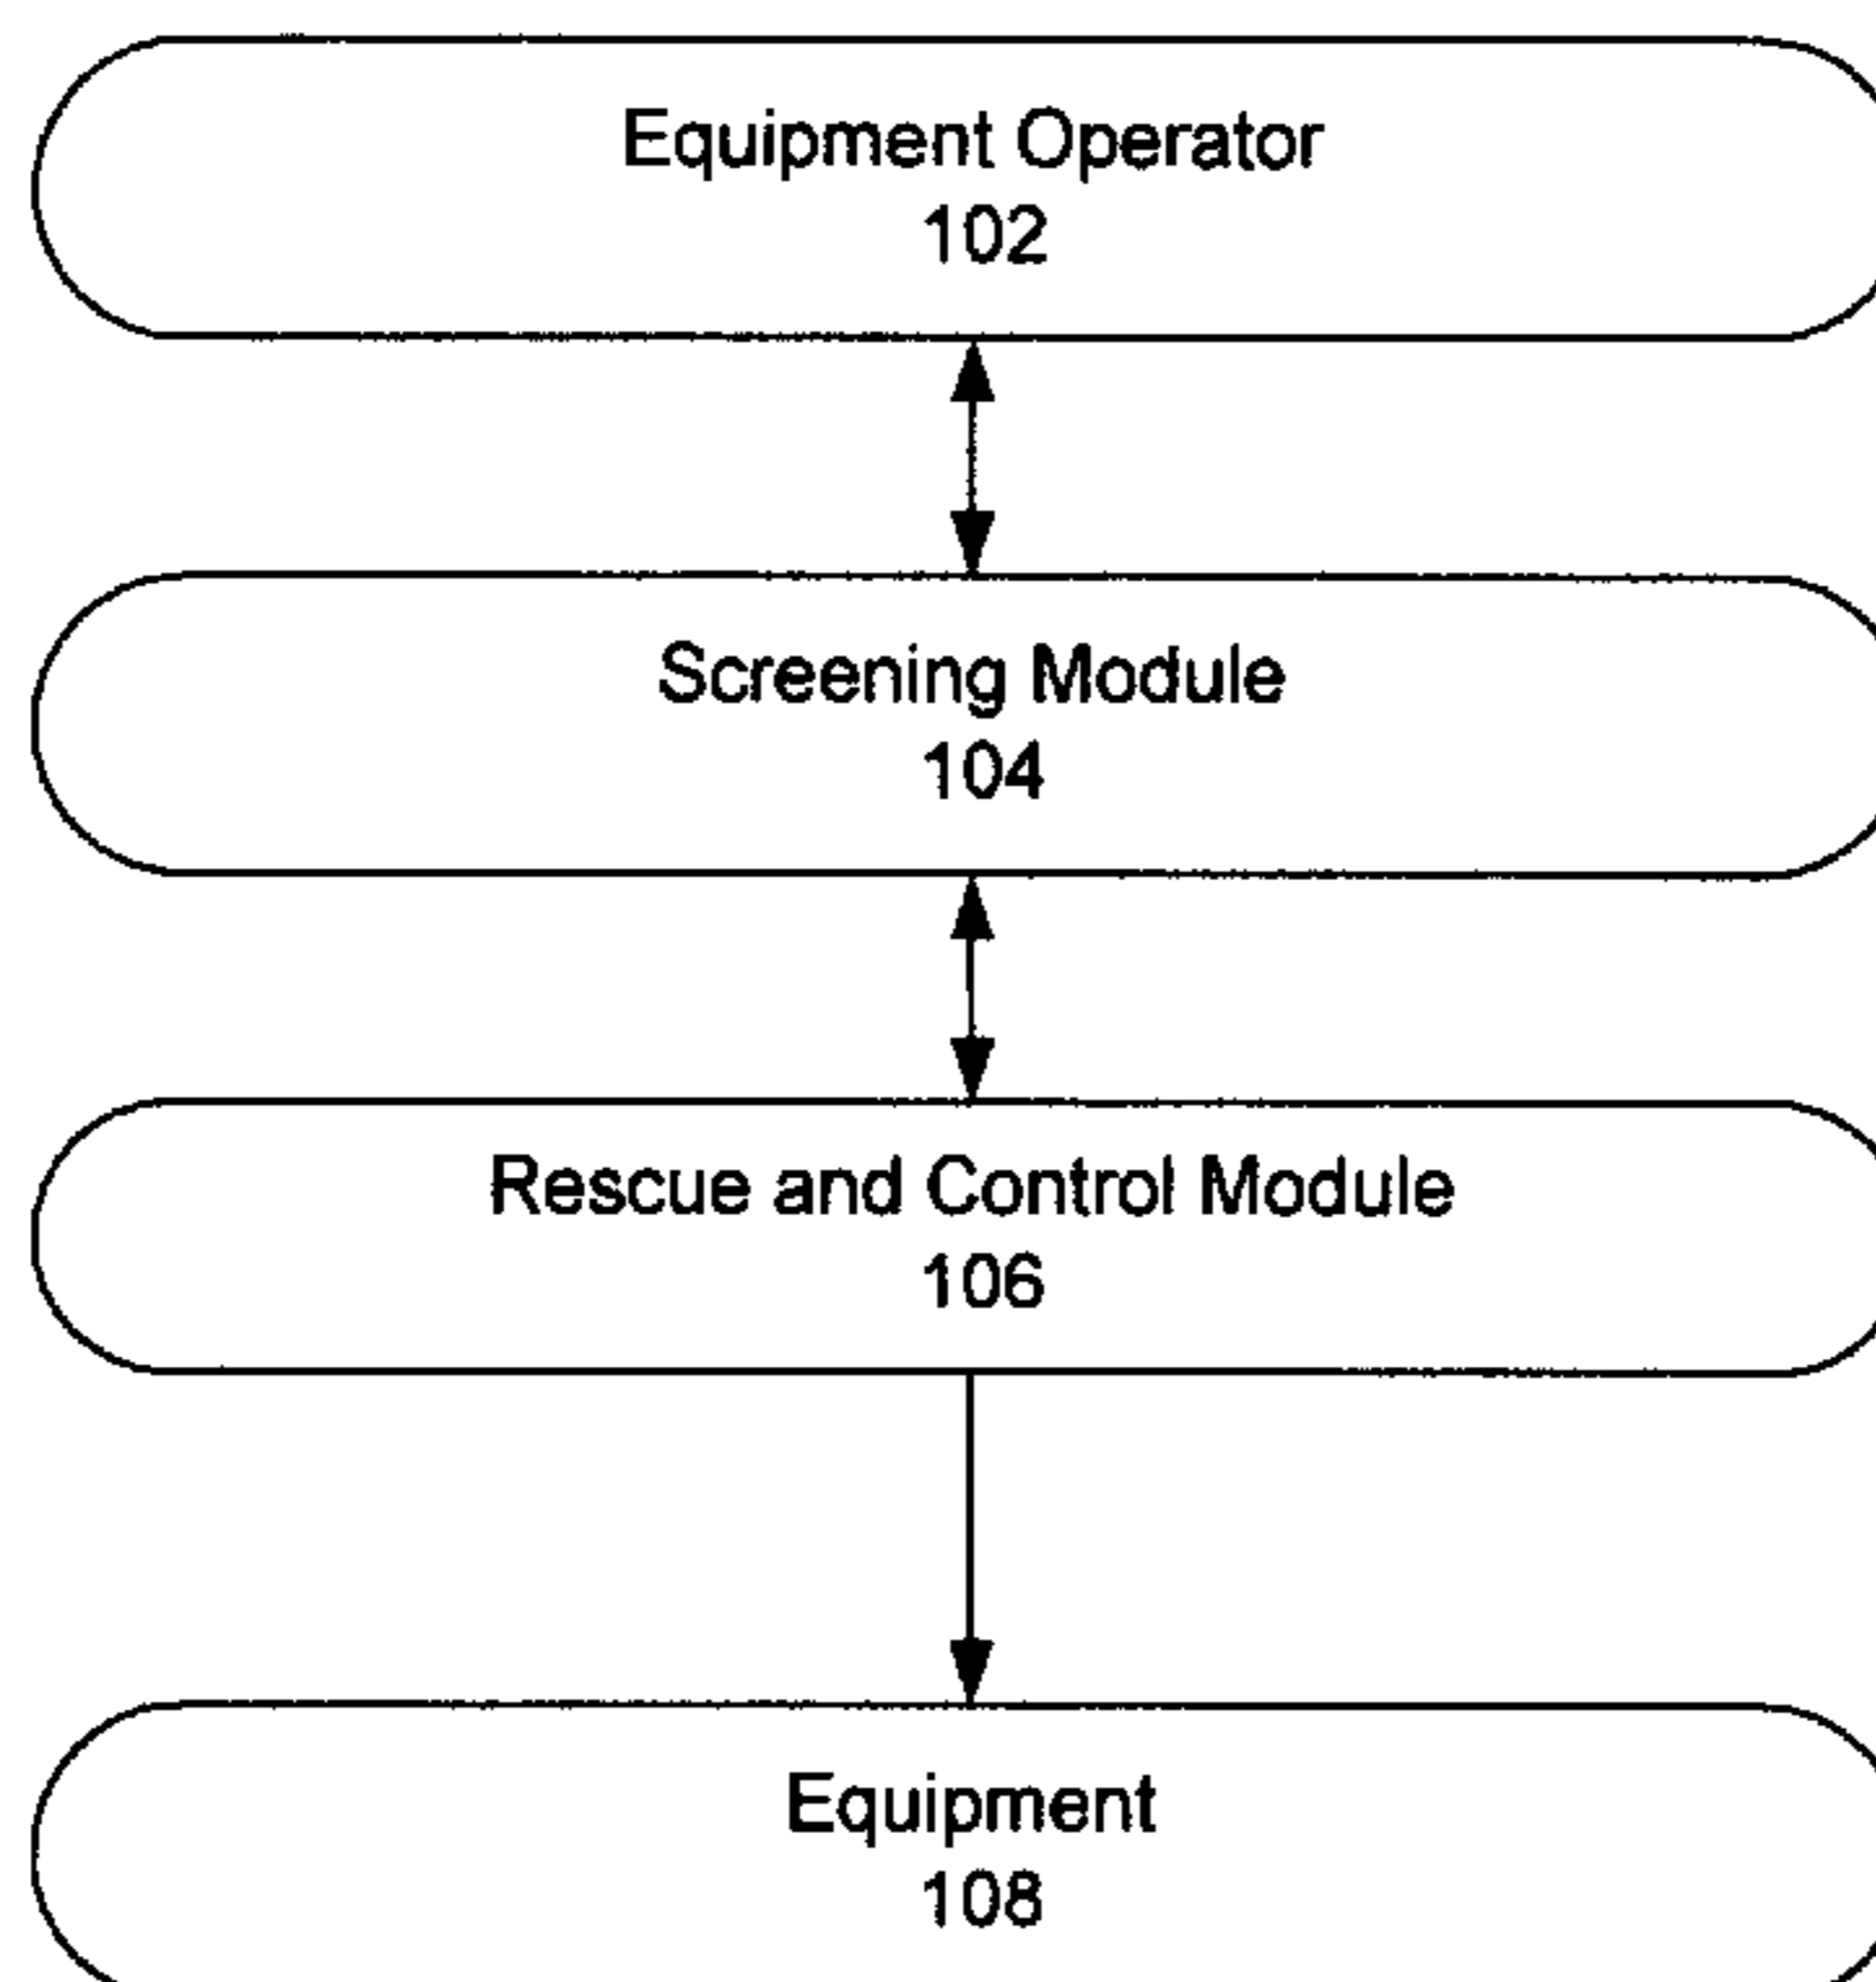 Equipment Operator
102
Screening Module
104
Rescue and Control Module
106
Equipment
108